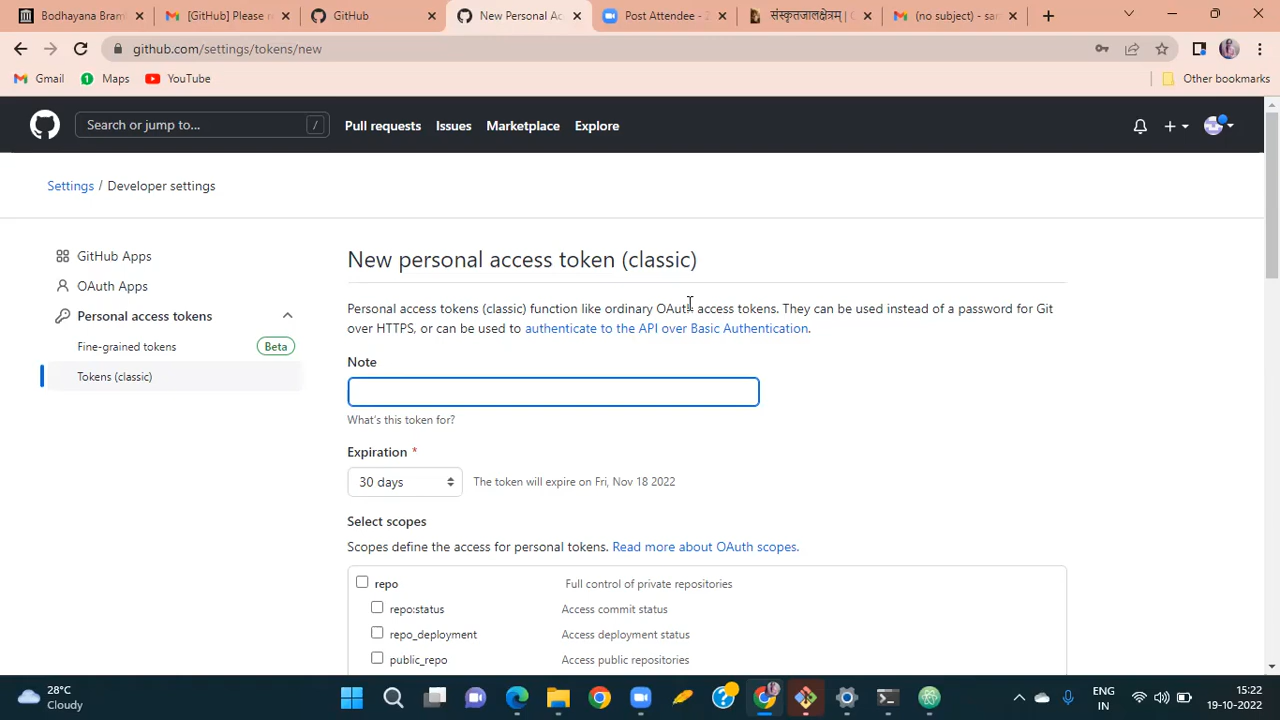 Bodhayana Bram
[GitHub] Please r
GitHub
New Personal Ac
Post Attendee - Z
संस्कृतजालक्षेत्रम् |
(no subject) - sar
github.com/settings/tokens/new
Gmail
Maps
YouTube
Other bookmarks
Search or jump to...
/
Pull requests
Issues
Marketplace
Explore
Settings / Developer settings
GitHub Apps
OAuth Apps
Personal access tokens
Fine-grained tokens
Beta
Tokens (classic)
New personal access token (classic)
Personal access tokens (classic) function like ordinary OAuth access tokens. They can be used instead of a password for Git
over HTTPS, or can be used to authenticate to the API over Basic Authentication.
Note
What's this token for?
Expiration *
30 days
The token will expire on Fri, Nov 18 2022
Select scopes
Scopes define the access for personal tokens. Read more about OAuth scopes.
repo Full control of private repositories
repo:status Access commit status
repo_deployment Access deployment status
public_repo Access public repositories
28°C
Cloudy
ENG
IN
15:22
19-10-2022